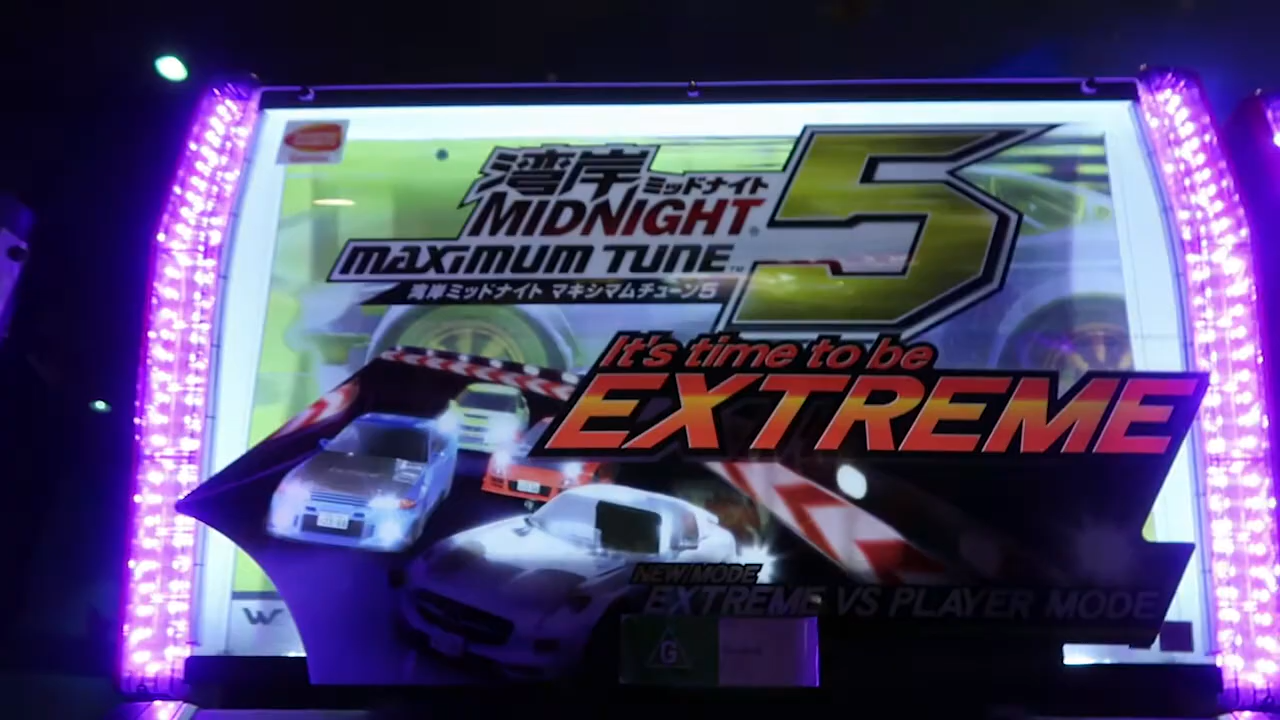 湾岸
ミッドナイト
MIDNIGHT®
5
MAXIMUM TUNE™
湾岸ミッドナイト マキシマムチューン5
It's time to be
EXTREME
NEW MODE
EXTREME VS PLAYER MODE
W
G